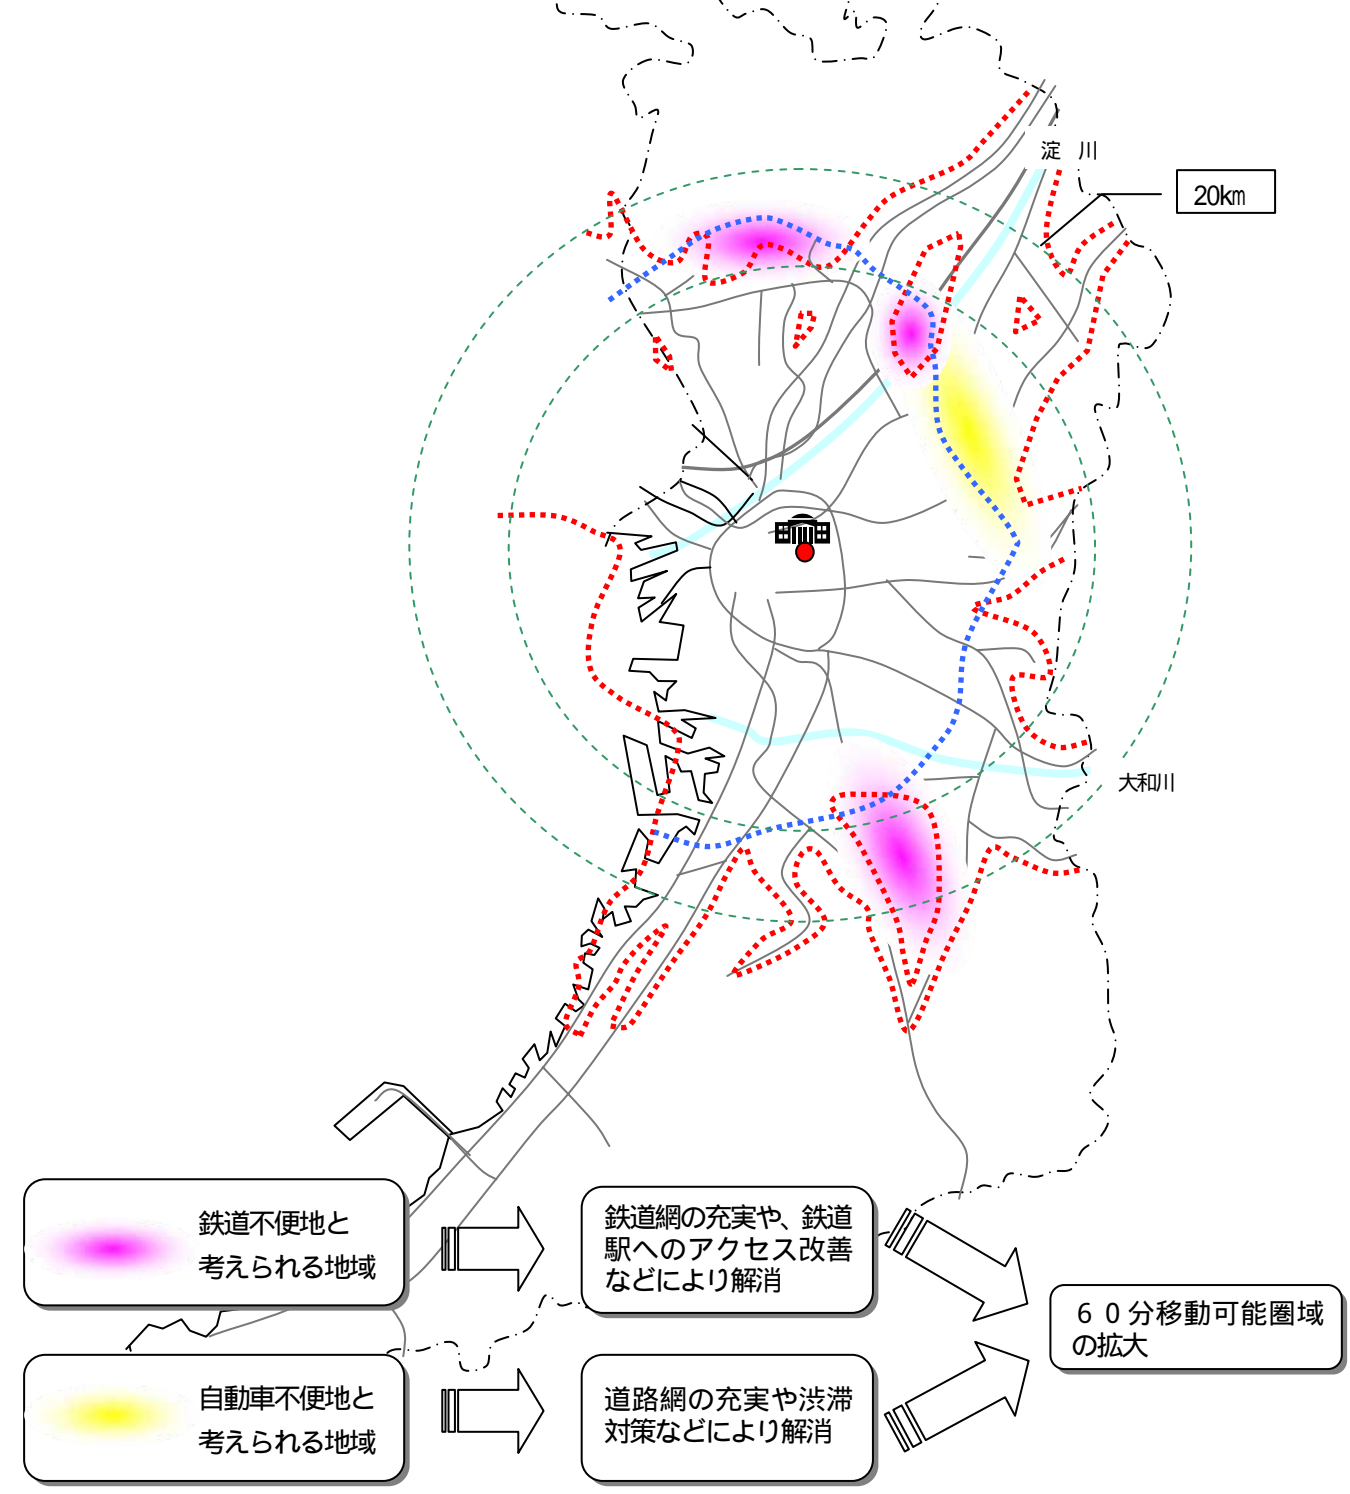 淀 川
20km
大和川
鉄道不便地と
考えられる地域
鉄道網の充実や、鉄道
駅へのアクセス改善
などにより解消
６０分移動可能圏域
の拡大
自動車不便地と
考えられる地域
道路網の充実や渋滞
対策などにより解消